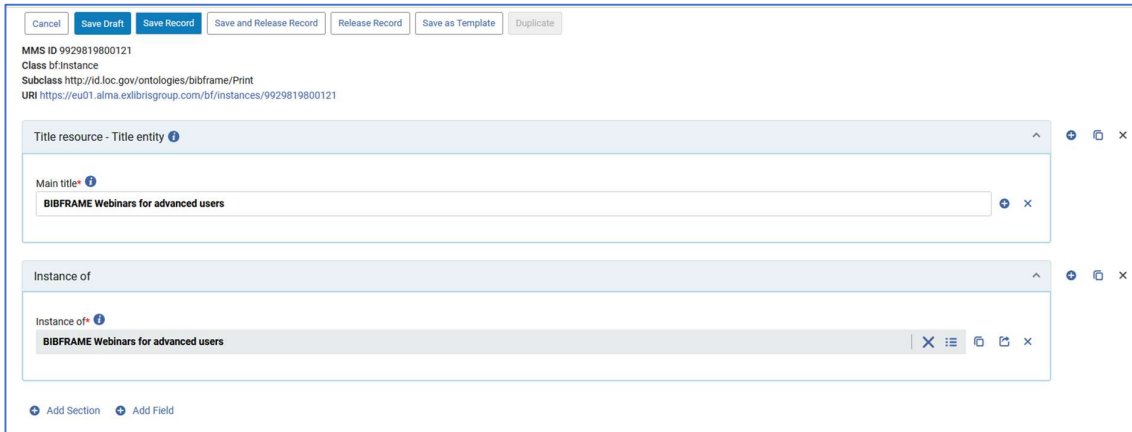 Cancel Save Draft Save Record Save and Release Record Release Record Save as Template Duplicate
MMS ID 9929819800121
Class bf:Instance
Subclass http://id.loc.gov/ontologies/bibframe/Print
URI https://eu01.alma.exlibrisgroup.com/bf/instances/9929819800121
Title resource - Title entity
Main title*
BIBFRAME Webinars for advanced users
Instance of
Instance of*
BIBFRAME Webinars for advanced users
Add Section Add Field